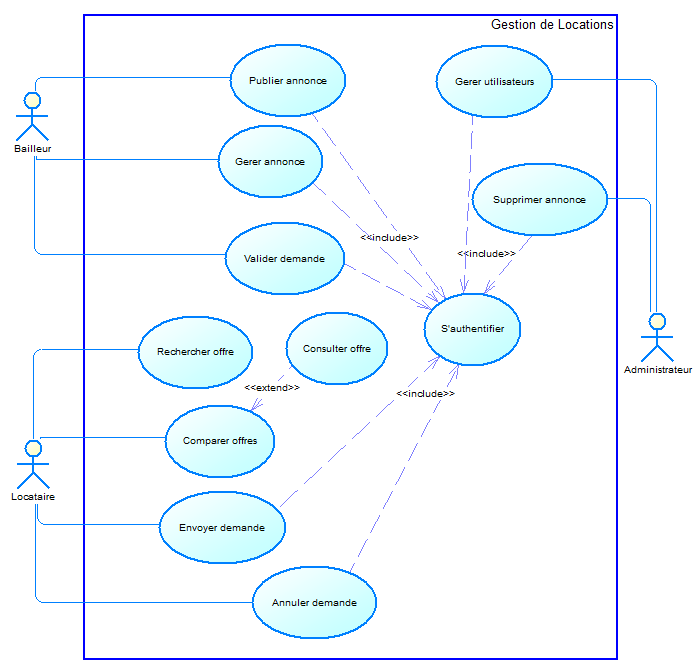 Gestion de Locations
Publier annonce
Gerer utilisateurs
Bailleur
Gerer annonce
Supprimer annonce
<<include>>
<<include>>
Valider demande
S'authentifier
Rechercher offre
Consulter offre
Administrateur
<<extend>>
<<include>>
Comparer offres
Locataire
Envoyer demande
Annuler demande